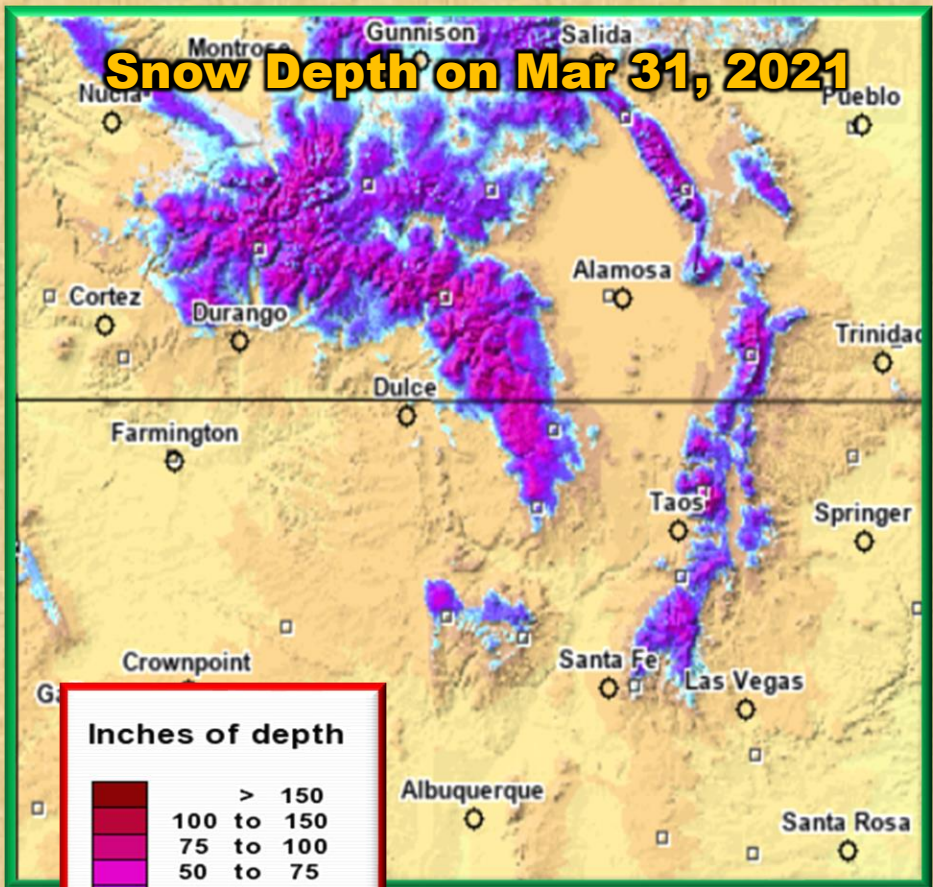 Gunnison
Salida
Montrose
Snow Depth on Mar 31, 2021
Nucla
Pueblo
Alamosa
Cortez
Durango
Trinidad
Dulce
Farmington
Taos
Springer
Crownpoint
Santa Fe
Las Vegas
Ga
Inches of depth
> 150
100 to 150
75 to 100
50 to 75
Albuquerque
Santa Rosa